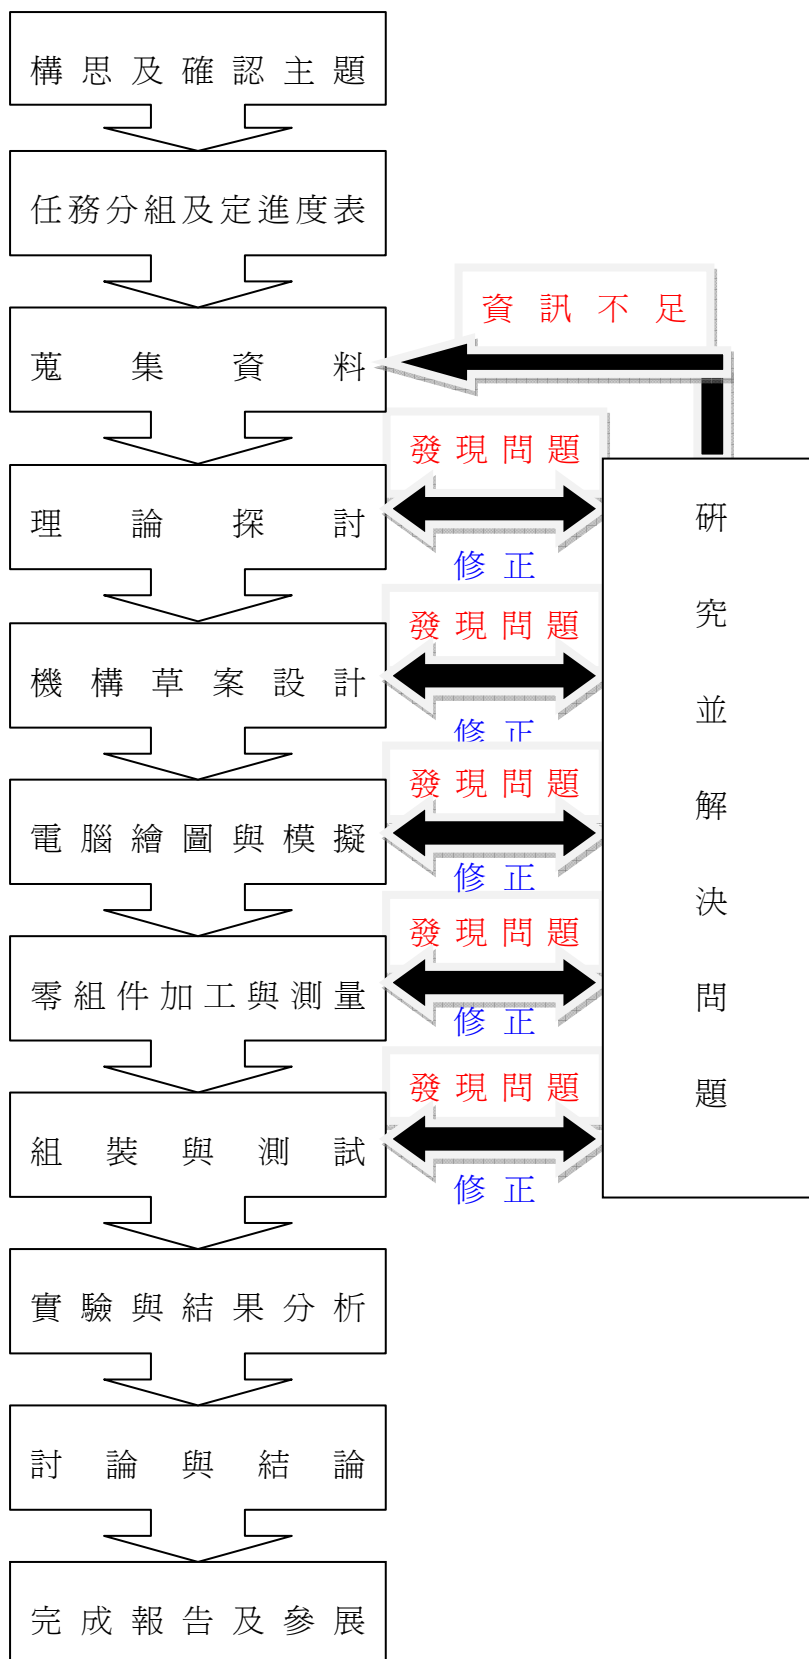 構思及確認主題
任務分組及定進度表
資訊不足
蒐集資料
發現問題
理論探討
修正
發現問題
機構草案設計
修正
發現問題
電腦繪圖與模擬
修正
發現問題
零組件加工與測量
修正
發現問題
組裝與測試
修正
研究並解決問題
實驗與結果分析
討論與結論
完成報告及參展